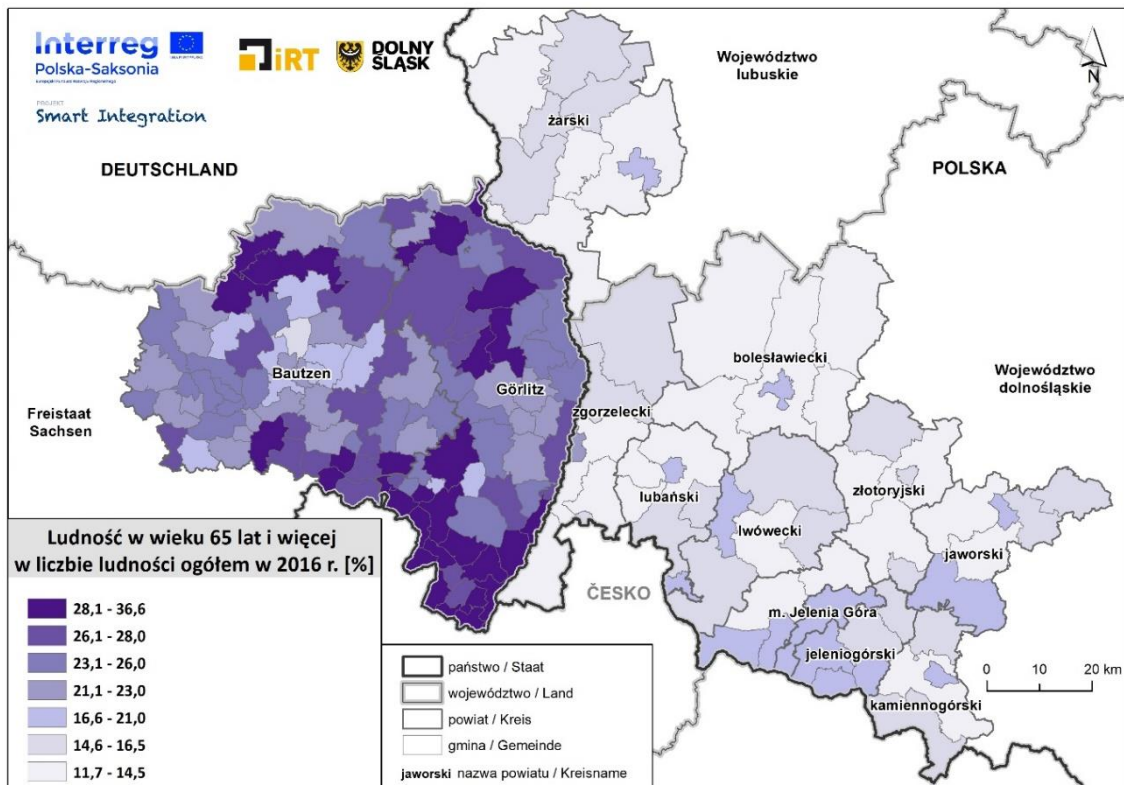 Interreg
Polska-Saksonia
iRT
DOLNY
ŚLĄSK
PROJEKT
Smart Integration
Województwo
lubuskie
N
żarski
DEUTSCHLAND
POLSKA
bolesławiecki
Bautzen
Görlitz
Województwo
dolnośląskie
Freistaat
Sachsen
zgorzelecki
lubański
złotoryjski
lwówecki
jaworski
ČESKO
m. Jelenia Góra
jeleniogórski
kamiennogórski
0 10 20 km
Ludność w wieku 65 lat i więcej
w liczbie ludności ogółem w 2016 r. [%]
28,1 - 36,6
26,1 - 28,0
23,1 - 26,0
21,1 - 23,0
16,6 - 21,0
14,6 - 16,5
11,7 - 14,5
państwo / Staat
województwo / Land
powiat / Kreis
gmina / Gemeinde
jaworski nazwa powiatu / Kreisname